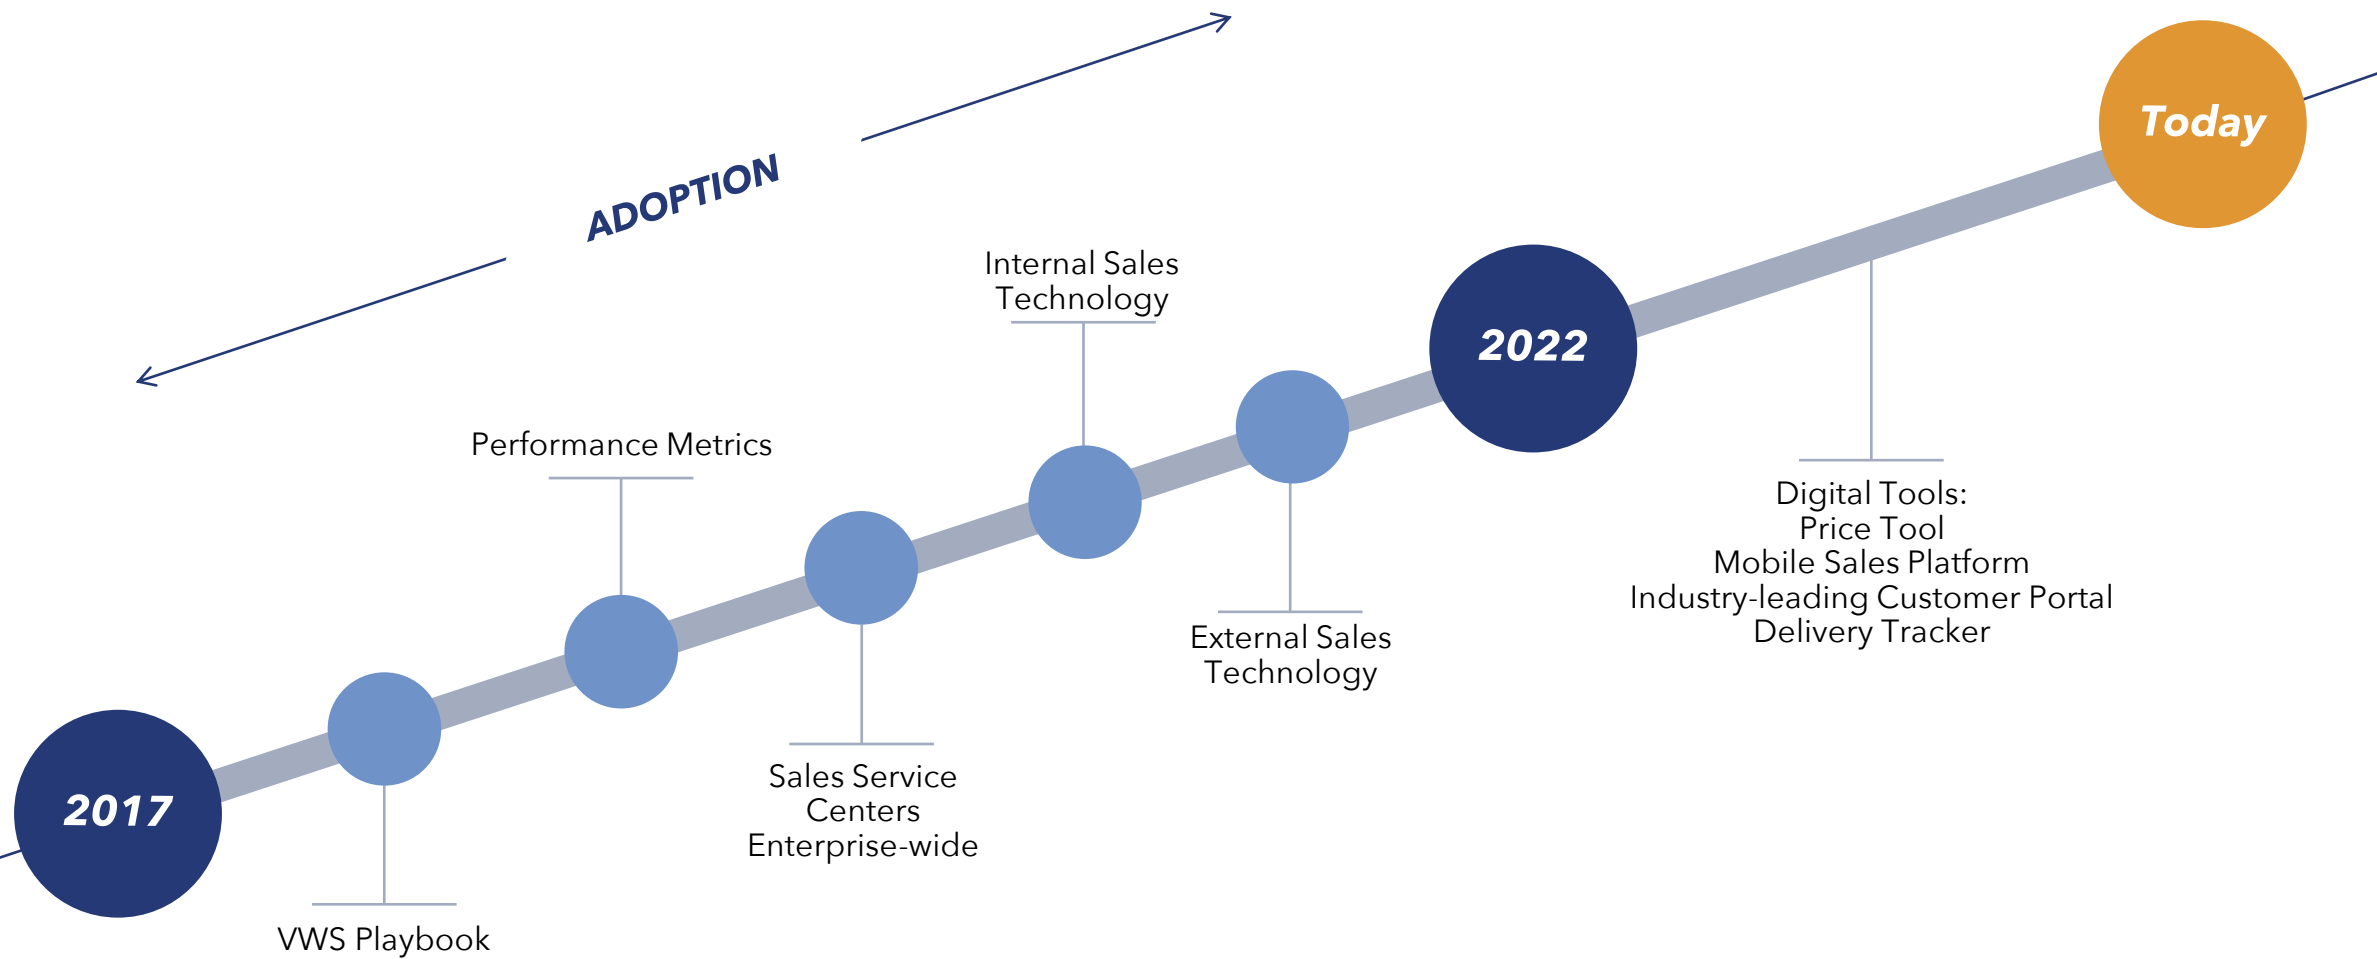 ADOPTION
Today
2022
2017
VWS Playbook
Performance Metrics
Sales Service
Centers
Enterprise-wide
Internal Sales
Technology
External Sales
Technology
Digital Tools:
Price Tool
Mobile Sales Platform
Industry-leading Customer Portal
Delivery Tracker